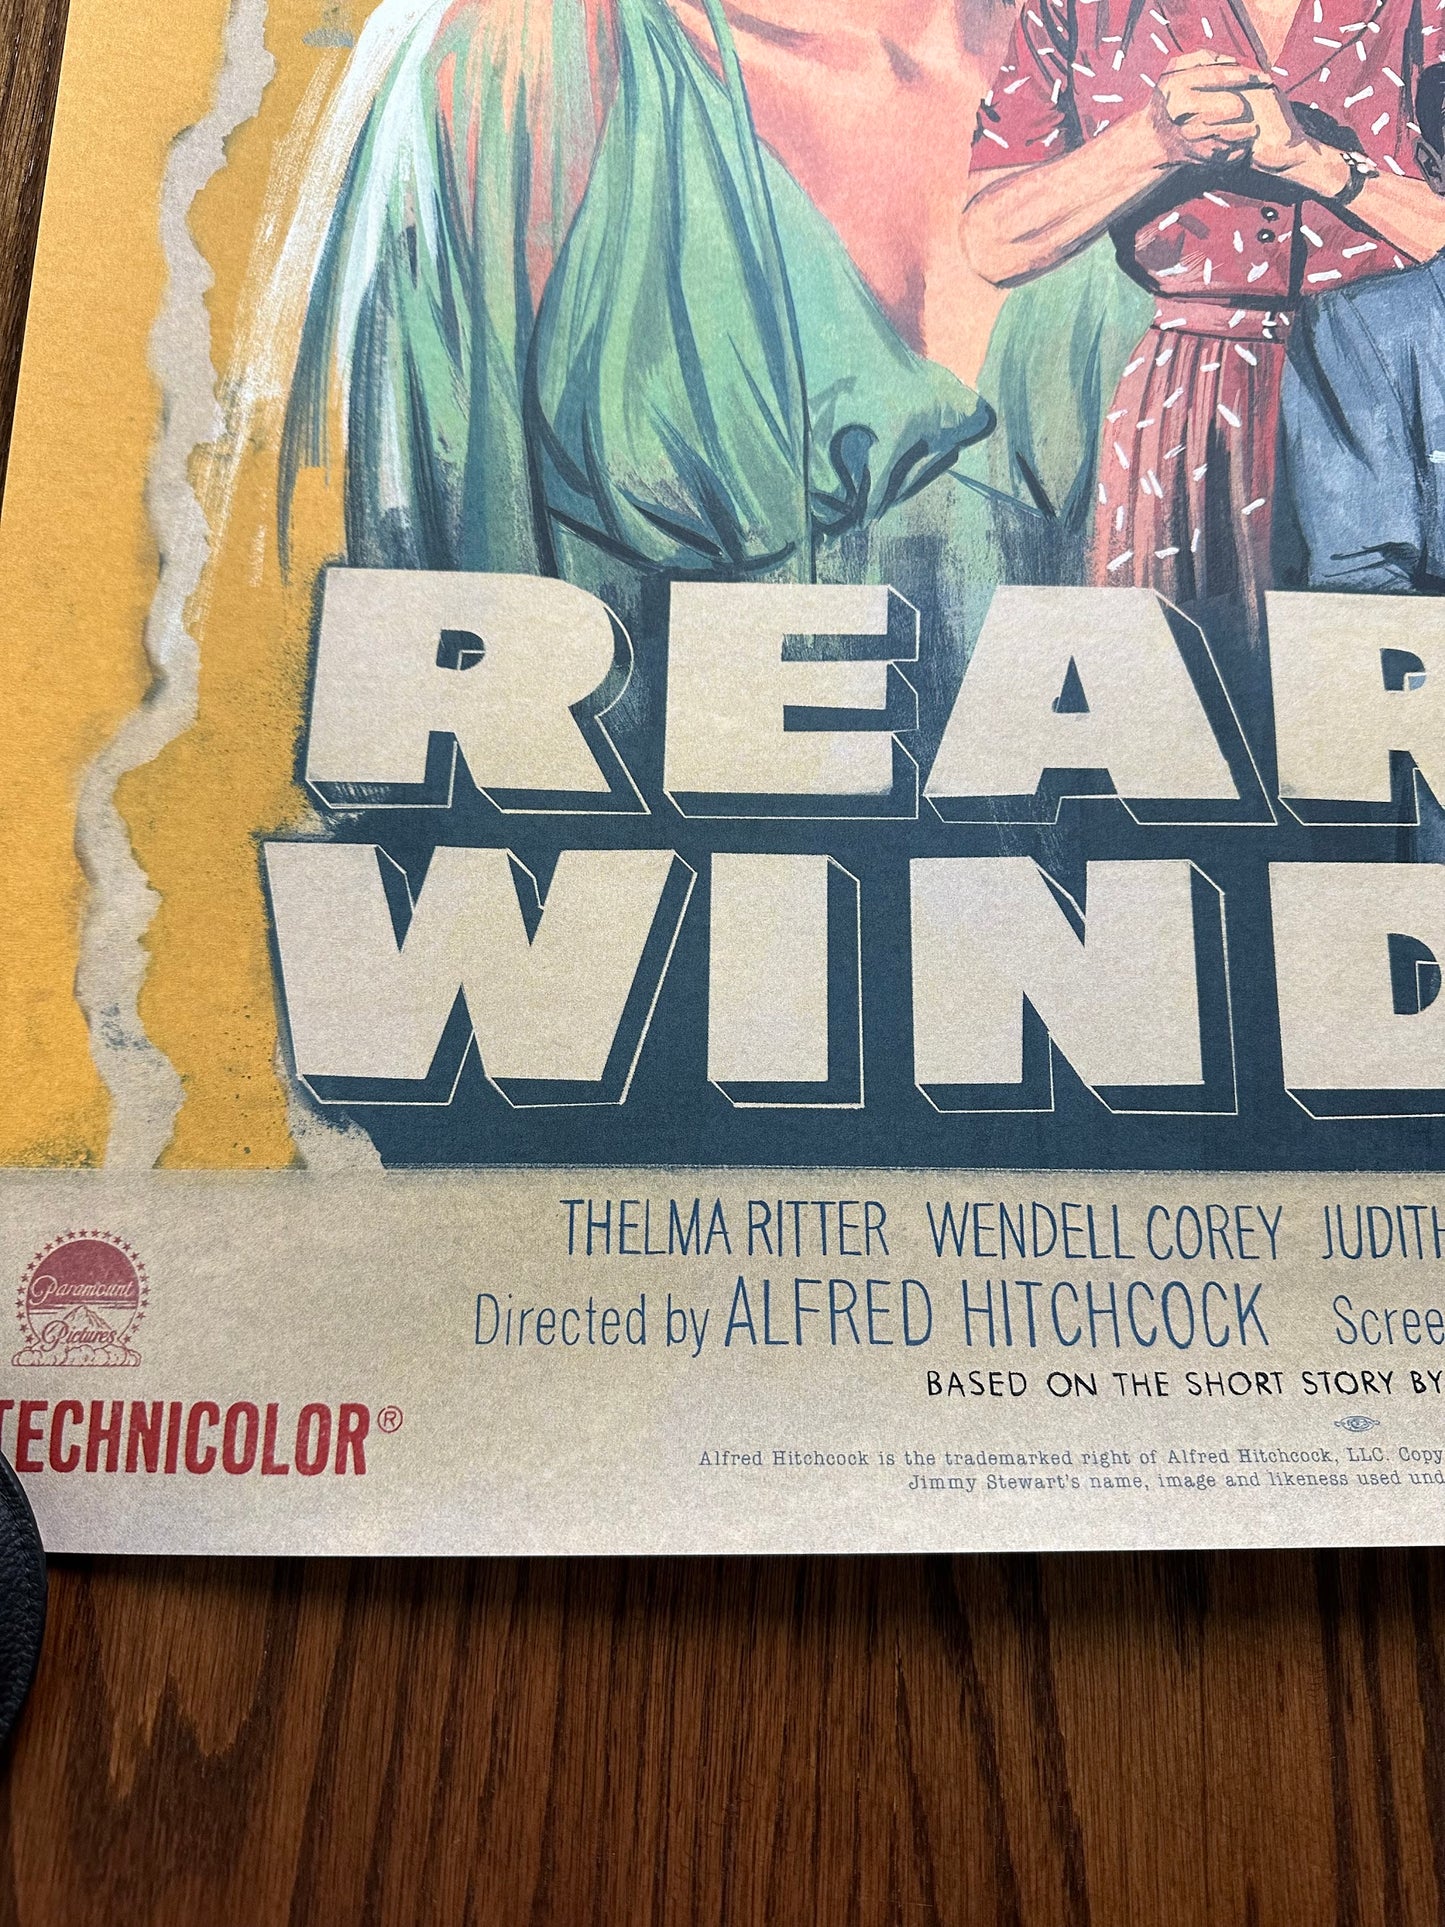 REAR
WIND
THELMA RITTER WENDELL COREY JUDITH
Directed by ALFRED HITCHCOCK Scree
Paramount
Pictures
BASED ON THE SHORT STORY BY
TECHNICOLOR®
Alfred Hitchcock is the trademarked right of Alfred Hitchcock, LLC. Copy
Jimmy Stewart's name, image and likeness used und